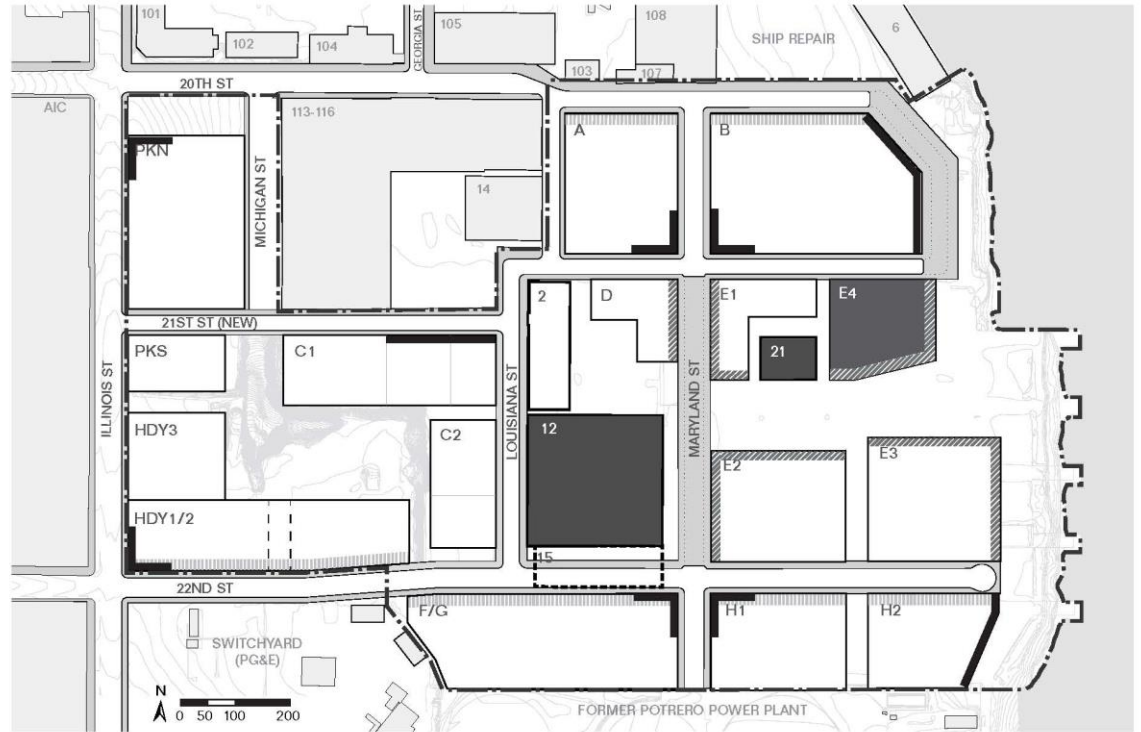 101
102
104
GEORGIA ST
105
103
108
107
SHIP REPAIR
6
20TH ST
AIC
113-116
A
B
PKN
MICHIGAN ST
14
2
D
E1
E4
21ST ST (NEW)
PKS
C1
21
ILLINOIS ST
LOUISIANA ST
MARYLAND ST
HDY3
C2
12
E2
E3
HDY1/2
15
22ND ST
F/G
H1
H2
SWITCHYARD
(PG&E)
N
0 50 100 200
FORMER POTRERO POWER PLANT